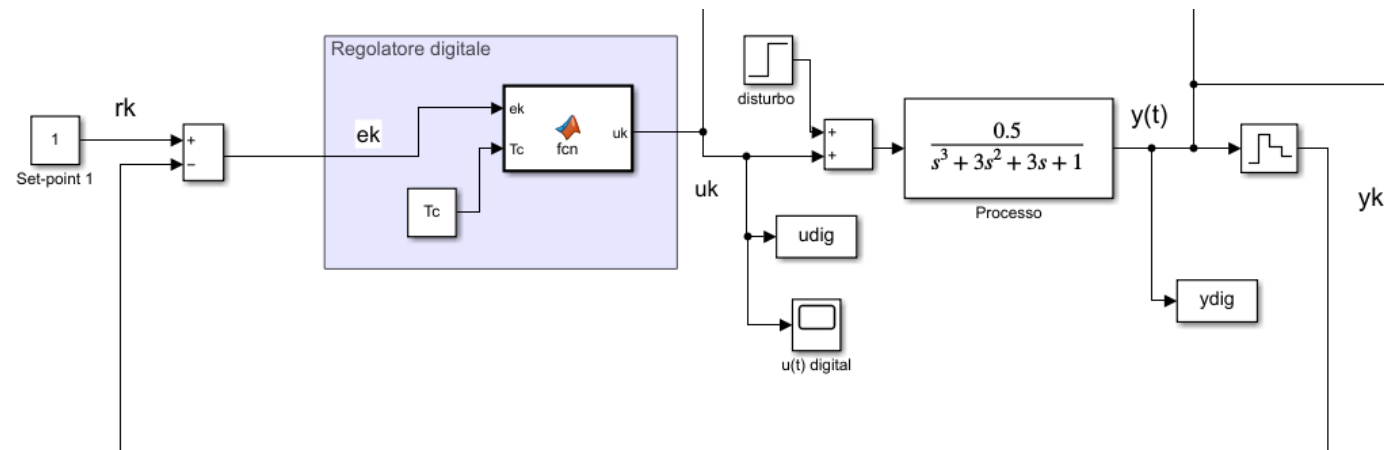 Regolatore digitale
rk
1
Set-point 1
+
−
ek
ek
Tc
fcn
uk
Tc
uk
disturbo
+
+
udig
u(t) digital
0.5
s³ + 3s² + 3s + 1
Processo
y(t)
ydig
yk